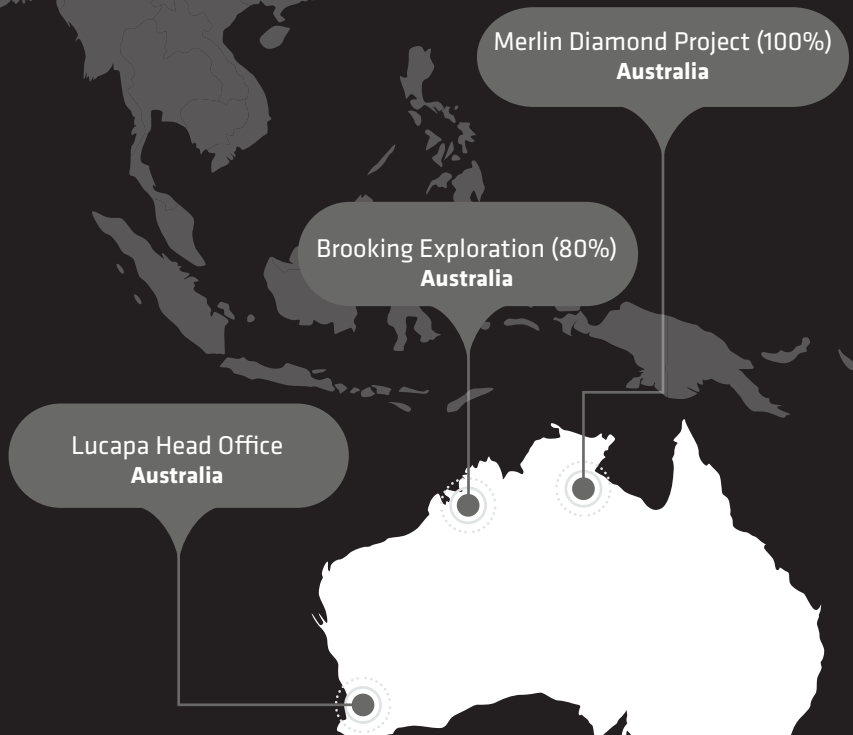 Merlin Diamond Project (100%)
Australia
Brooking Exploration (80%)
Australia
Lucapa Head Office
Australia